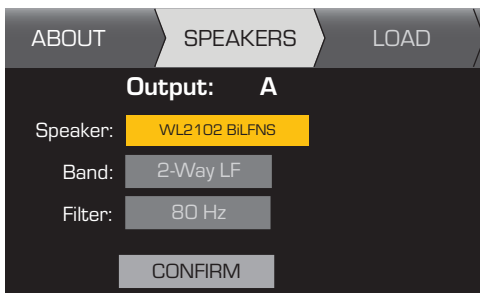 ABOUT SPEAKERS LOAD
Output: A
Speaker: WL2102 BiLFNS
Band: 2-Way LF
Filter: 80 Hz
CONFIRM